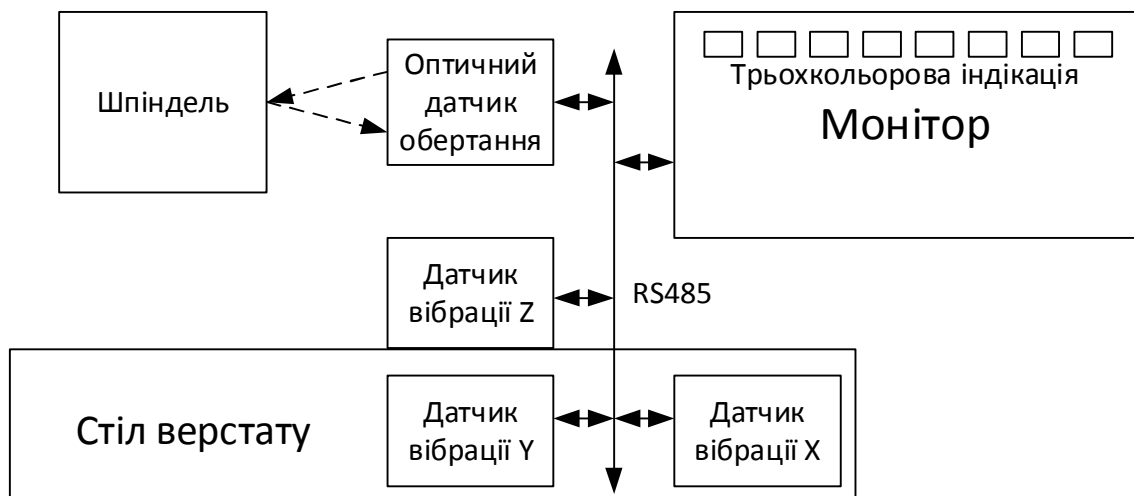 Шпіндель
Оптичний
датчик
обертання
Трьохкольорова індікація
Монітор
Датчик
вібрації Z
RS485
Стіл верстату
Датчик
вібрації Y
Датчик
вібрації X